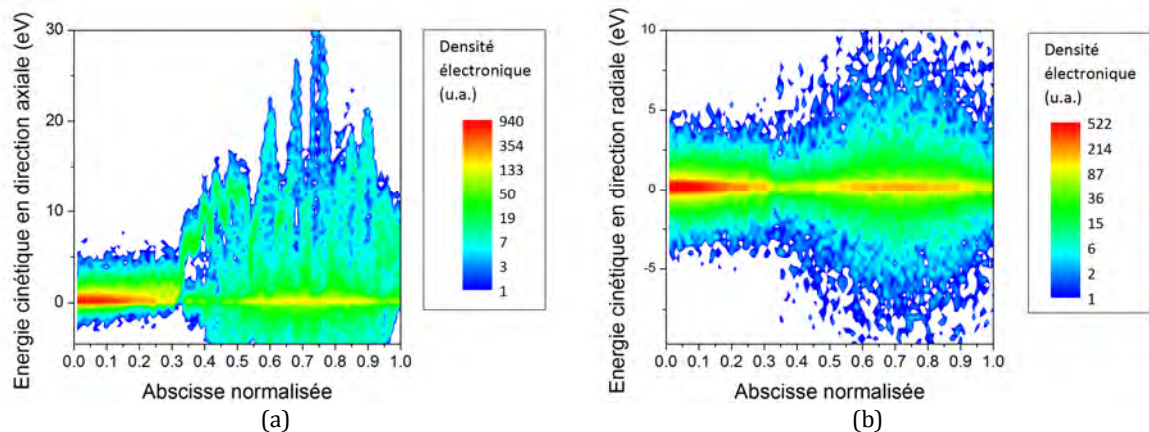 Energie cinétique en direction axiale (eV)
30
20
10
0
0.0 0.1 0.2 0.3 0.4 0.5 0.6 0.7 0.8 0.9 1.0
Abscisse normalisée
(a)
Densité
électronique
(u.a.)
940
354
133
50
19
7
3
1
Energie cinétique en direction radiale (eV)
10
5
0
-5
0.0 0.1 0.2 0.3 0.4 0.5 0.6 0.7 0.8 0.9 1.0
Abscisse normalisée
(b)
Densité
électronique
(u.a.)
522
214
87
36
15
6
2
1